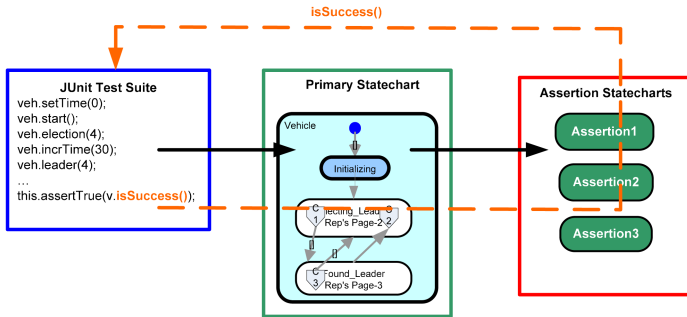 isSuccess()
JUnit Test Suite
veh.setTime(0);
veh.start();
veh.election(4);
veh.incrTime(30);
veh.leader(4);
...
this.assertTrue(v.isSuccess());
Primary Statechart
Vehicle
[]
Initializing
C
1
C
2
Rep's Page-2
[]
[]
C
3
Found_Leader
Rep's Page-3
Assertion Statecharts
Assertion1
Assertion2
Assertion3